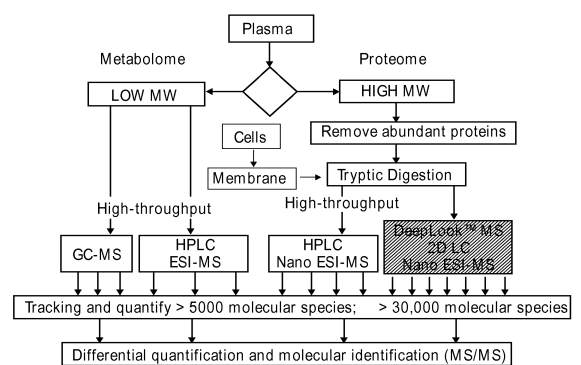 Plasma
Metabolome
Proteome
LOW MW
HIGH MW
Remove abundant proteins
Cells
Membrane
Tryptic Digestion
High-throughput
High-throughput
GC-MS
HPLC
ESI-MS
HPLC
Nano ESI-MS
DeepLook™ MS
2D LC
Nano ESI-MS
Tracking and quantify > 5000 molecular species; > 30,000 molecular species
Differential quantification and molecular identification (MS/MS)